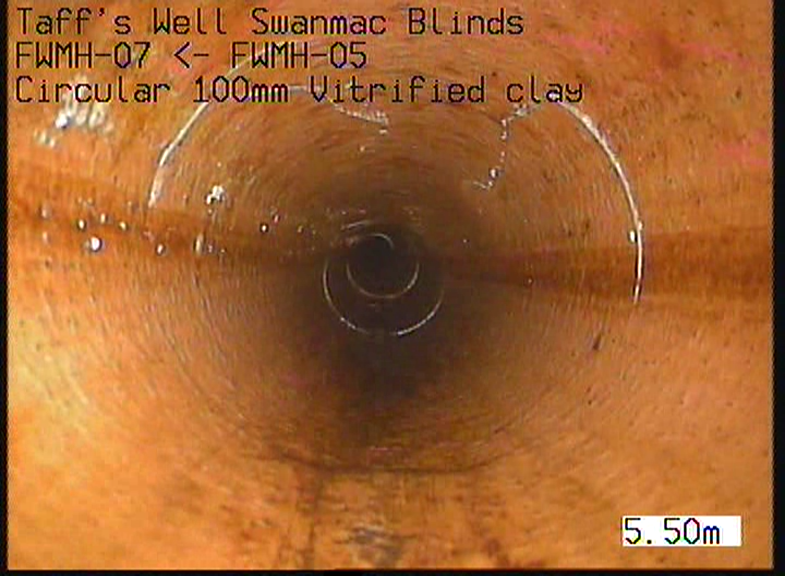 Taff's Well Swanmac Blinds
FWMH-07 <- FWMH-05
Circular 100mm Vitrified clay
5.50m